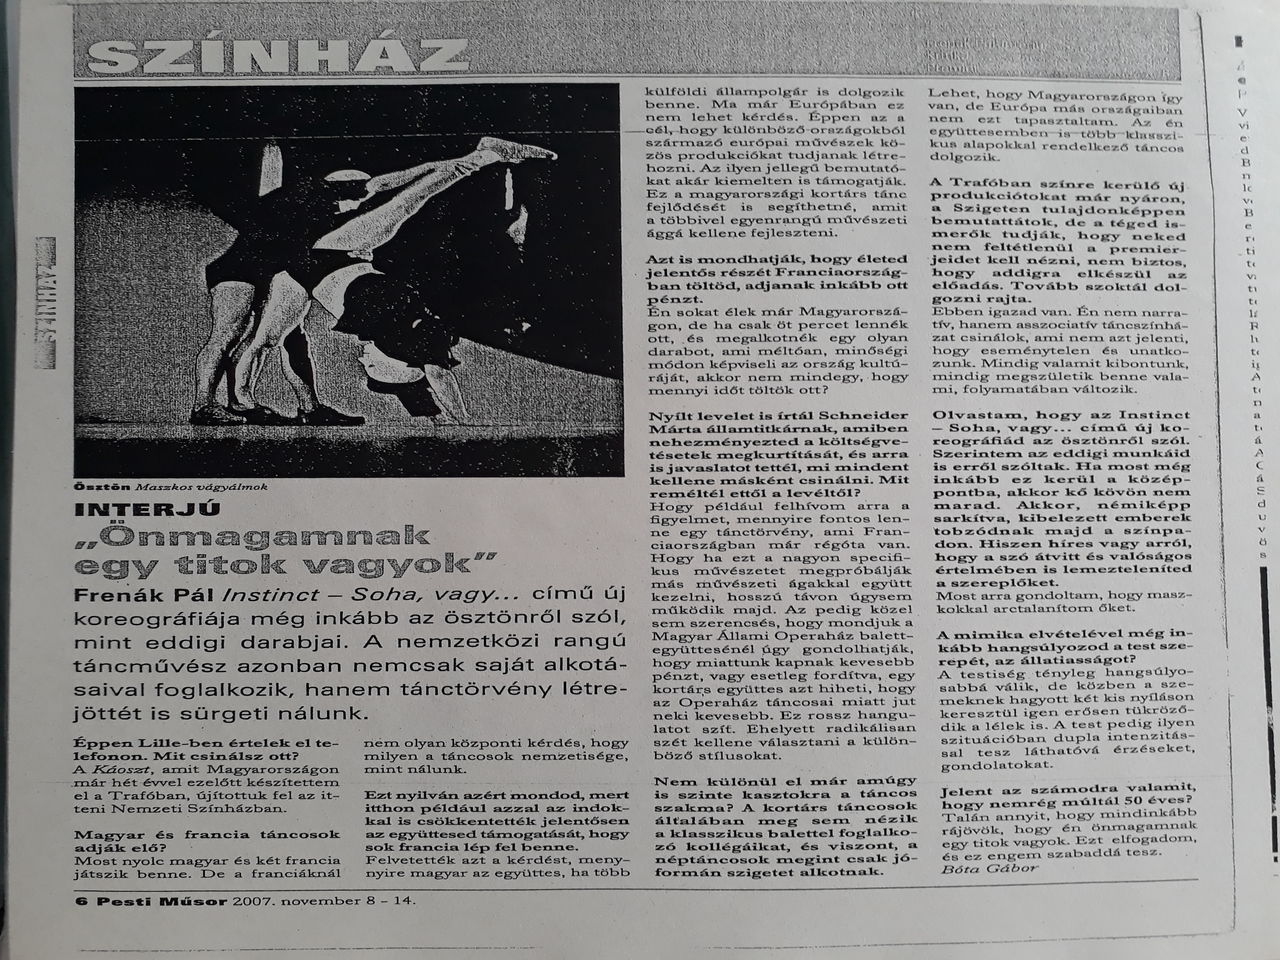 SZÍNHÁZ
SZÍNHÁZ
Ösztön Maszkos vágyálmok
INTERJÚ
„Önmagamnak
egy titok vagyok”
Frenák Pál Instinct – Soha, vagy... című új
koreográfiája még inkább az ösztönről szól,
mint eddigi darabjai. A nemzetközi rangú
táncművész azonban nemcsak saját alkotá-
saival foglalkozik, hanem tánctörvény létre-
jöttét is sürgeti nálunk.
Éppen Lille-ben értelek el te-
lefonon. Mit csinálsz ott?
A Káoszt, amit Magyarországon
már hét évvel ezelőtt készítettem
el a Trafóban, újítottuk fel az it-
teni Nemzeti Színházban.
Magyar és francia táncosok
adják elő?
Most nyolc magyar és két francia
játszik benne. De a franciáknál
nem olyan központi kérdés, hogy
milyen a táncosok nemzetisége,
mint nálunk.
Ezt nyilván azért mondod, mert
itthon például azzal az indok-
kal is csökkentették jelentősen
az együttesed támogatását, hogy
sok francia lép fel benne.
Felvetették azt a kérdést, meny-
nyire magyar az együttes, ha több
külföldi állampolgár is dolgozik
benne. Ma már Európában ez
nem lehet kérdés. Éppen az a
cél, hogy különböző országokból
származó európai művészek kö-
zös produkciókat tudjanak létre-
hozni. Az ilyen jellegű bemutató-
kat akár kiemelten is támogatják.
Ez a magyarországi kortárs tánc
fejlődését is segíthetné, amit
a többivel egyenrangú művészeti
ággá kellene fejleszteni.
Azt is mondhatják, hogy életed
jelentős részét Franciaország-
ban töltöd, adjanak inkább ott
pénzt.
Én sokat élek már Magyarorszá-
gon, de ha csak öt percet lennék
ott, és megalkotnék egy olyan
darabot, ami méltóan, minőségi
módon képviseli az ország kultú-
ráját, akkor nem mindegy, hogy
mennyi időt töltök ott?
Nyílt levelet is írtál Schneider
Márta államtitkárnak, amiben
nehezményezted a költségve-
tésetek megkurtítását, és arra
is javaslatot tettél, mi mindent
kellene másként csinálni. Mit
reméltél ettől a levéltől?
Hogy például felhívom arra a
figyelmet, mennyire fontos len-
ne egy tánctörvény, ami Fran-
ciaországban már régóta van.
Hogy ha ezt a nagyon specifi-
kus művészetet megpróbálják
más művészeti ágakkal együtt
kezelni, hosszú távon úgysem
működik majd. Az pedig közel
sem szerencsés, hogy mondjuk a
Magyar Állami Operaház balett-
együttesénél úgy gondolhatják,
hogy miattunk kapnak kevesebb
pénzt, vagy esetleg fordítva, egy
kortárs együttes azt hiheti, hogy
az Operaház táncosai miatt jut
neki kevesebb. Ez rossz hangu-
latot szít. Ehelyett radikálisan
szét kellene választani a külön-
böző stílusokat.
Nem különül el már amúgy
is szinte kasztokra a táncos
szakma? A kortárs táncosok
általában meg sem nézik
a klasszikus balettel foglalko-
zó kollégáikat, és viszont, a
néptáncosok megint csak jó-
formán szigetet alkotnak.
Lehet, hogy Magyarországon így
van, de Európa más országaiban
nem ezt tapasztaltam. Az én
együttesemben is több klasszi-
kus alapokkal rendelkező táncos
dolgozik.
A Trafóban színre kerülő új
produkciótokat már nyáron,
a Szigeten tulajdonképpen
bemutattátok, de a téged is-
merők tudják, hogy neked
nem feltétlenül a premier-
jeidet kell nézni, nem biztos,
hogy addigra elkészül az
előadás. Tovább szoktál dol-
gozni rajta.
Ebben igazad van. Én nem narra-
tív, hanem asszociatív táncszínhá-
zat csinálok, ami nem azt jelenti,
hogy eseménytelen és unatko-
zunk. Mindig valamit kibontunk,
mindig megszületik benne vala-
mi, folyamatában változik.
Olvastam, hogy az Instinct
– Soha, vagy... című új ko-
reográfiád az ösztönről szól.
Szerintem az eddigi munkáid
is erről szóltak. Ha most még
inkább ez kerül a közép-
pontba, akkor kő kövön nem
marad. Akkor, némiképp
sarkítva, kibelezett emberek
tobzódnak majd a színpa-
don. Hiszen híres vagy arról,
hogy a szó átvitt és valóságos
értelmében is lemezteleníted
a szereplőket.
Most arra gondoltam, hogy masz-
kokkal arctalanítom őket.
A mimika elvételével még in-
kább hangsúlyozod a test sze-
repét, az állatiasságot?
A testiség tényleg hangsúlyo-
sabbá válik, de közben a sze-
meknek hagyott két kis nyíláson
keresztül igen erősen tükröző-
dik a lélek is. A test pedig ilyen
szituációban dupla intenzitás-
sal tesz láthatóvá érzéseket,
gondolatokat.
Jelent az számodra valamit,
hogy nemrég múltál 50 éves?
Talán annyit, hogy mindinkább
rájövök, hogy én önmagamnak
egy titok vagyok. Ezt elfogadom,
és ez engem szabaddá tesz.
Bóta Gábor
6 Pesti Műsor 2007. november 8 – 14.